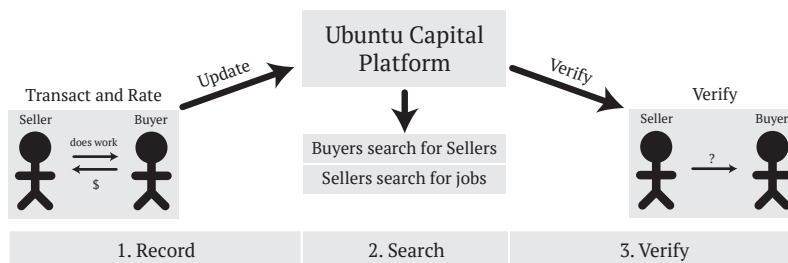 Ubuntu Capital
Platform
Update
Verify
Transact and Rate
Seller
Buyer
does work
$
Buyers search for Sellers
Sellers search for jobs
Verify
Seller
Buyer
?
1. Record
2. Search
3. Verify